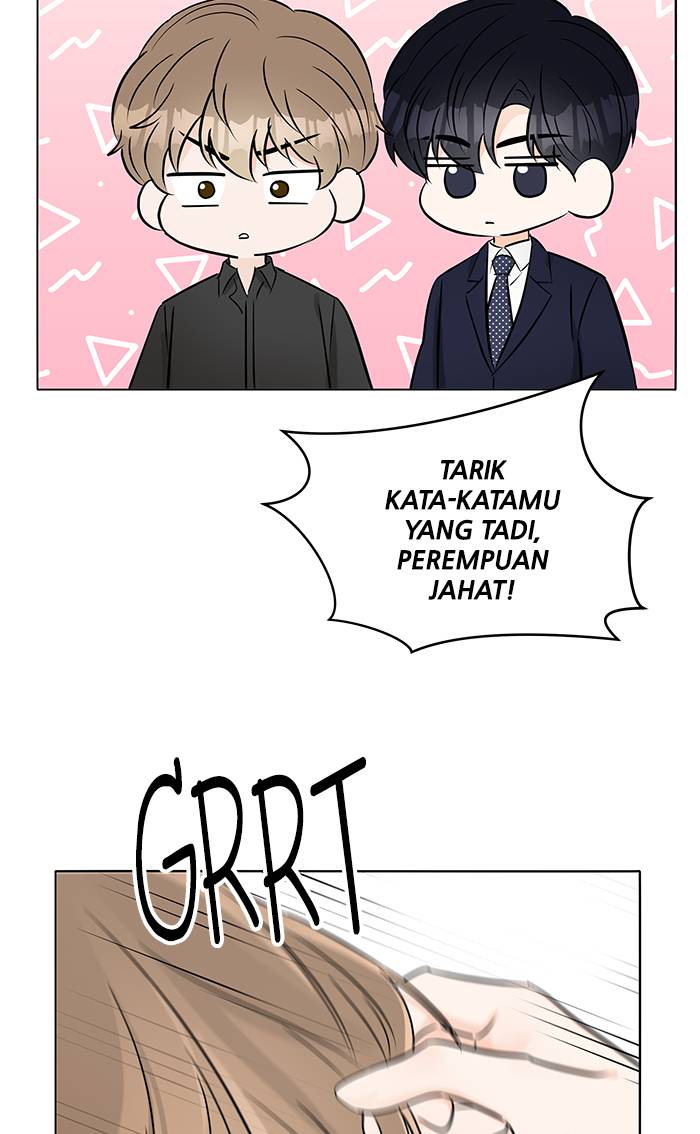 TARIK
KATA-KATAMU
YANG TADI,
PEREMPUAN
JAHAT!
GRRT